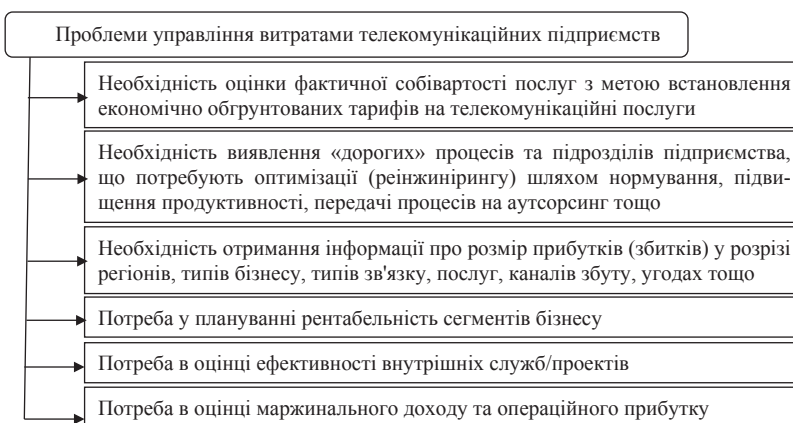 Проблеми управління витратами телекомунікаційних підприємств
Необхідність оцінки фактичної собівартості послуг з метою встановлення
економічно обгрунтованих тарифів на телекомунікаційні послуги
Необхідність виявлення «дорогих» процесів та підрозділів підприємства,
що потребують оптимізації (реінжинірингу) шляхом нормування, підви-
щення продуктивності, передачі процесів на аутсорсинг тощо
Необхідність отримання інформації про розмір прибутків (збитків) у розрізі
регіонів, типів бізнесу, типів зв'язку, послуг, каналів збуту, угодах тощо
Потреба у плануванні рентабельність сегментів бізнесу
Потреба в оцінці ефективності внутрішніх служб/проектів
Потреба в оцінці маржинального доходу та операційного прибутку